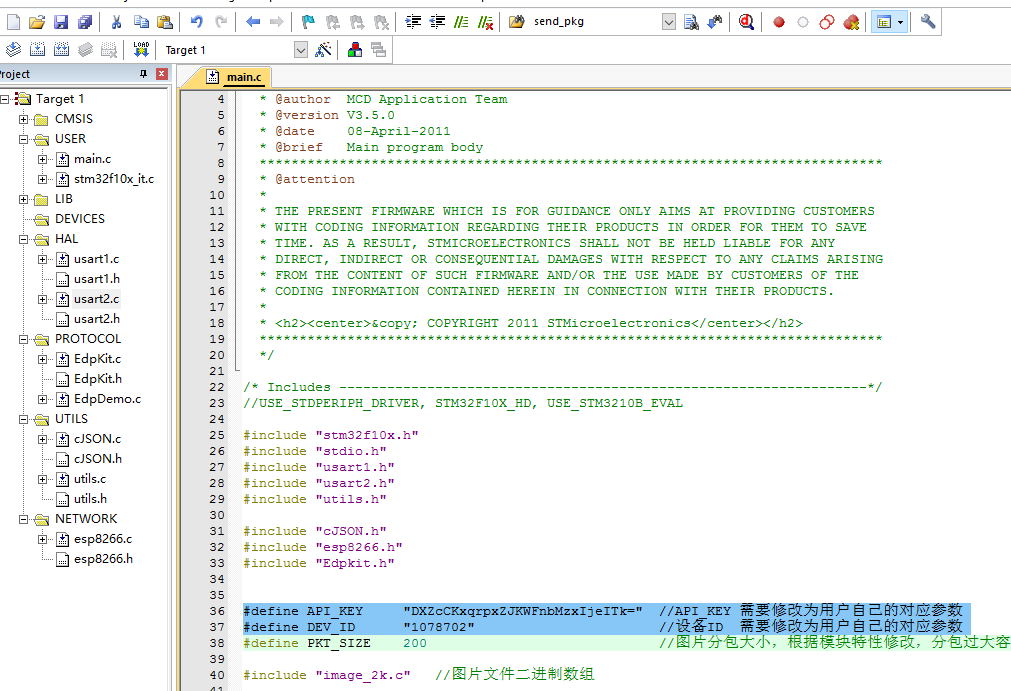 send_pkg
LOAD
Target 1
Project
main.c
Target 1
CMSIS
USER
main.c
stm32f10x_it.c
LIB
DEVICES
HAL
usart1.c
usart1.h
usart2.c
usart2.h
PROTOCOL
EdpKit.c
EdpKit.h
EdpDemo.c
UTILS
cJSON.c
cJSON.h
utils.c
utils.h
NETWORK
esp8266.c
esp8266.h
4 * @author MCD Application Team
5 * @version V3.5.0
6 * @date 08-April-2011
7 * @brief Main program body
8 ******************************************************************************
9 * @attention
10 *
11 * THE PRESENT FIRMWARE WHICH IS FOR GUIDANCE ONLY AIMS AT PROVIDING CUSTOMERS
12 * WITH CODING INFORMATION REGARDING THEIR PRODUCTS IN ORDER FOR THEM TO SAVE
13 * TIME. AS A RESULT, STMICROELECTRONICS SHALL NOT BE HELD LIABLE FOR ANY
14 * DIRECT, INDIRECT OR CONSEQUENTIAL DAMAGES WITH RESPECT TO ANY CLAIMS ARISING
15 * FROM THE CONTENT OF SUCH FIRMWARE AND/OR THE USE MADE BY CUSTOMERS OF THE
16 * CODING INFORMATION CONTAINED HEREIN IN CONNECTION WITH THEIR PRODUCTS.
17 *
18 * <h2><center>&copy; COPYRIGHT 2011 STMicroelectronics</center></h2>
19 ******************************************************************************
20 */
21
22 /* Includes ------------------------------------------------------------------*/
23 //USE_STDPERIPH_DRIVER, STM32F10X_HD, USE_STM3210B_EVAL
24
25 #include "stm32f10x.h"
26 #include "stdio.h"
27 #include "usart1.h"
28 #include "usart2.h"
29 #include "utils.h"
30
31 #include "cJSON.h"
32 #include "esp8266.h"
33 #include "Edpkit.h"
34
35
36 #define API_KEY "DXZcCKxqrpxZJKWFnbMzxIjeITk=" //API_KEY 需要修改为用户自己的对应参数
37 #define DEV_ID "1078702" //设备ID 需要修改为用户自己的对应参数
38 #define PKT_SIZE 200 //图片分包大小，根据模块特性修改，分包过大容
39
40 #include "image_2k.c" //图片文件二进制数组
41